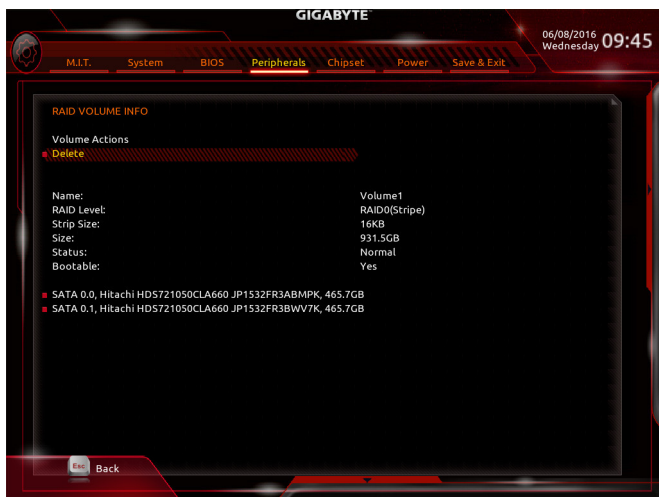 GIGABYTE™
06/08/2016
Wednesday 09:45
M.I.T. System BIOS Peripherals Chipset Power Save & Exit
RAID VOLUME INFO
Volume Actions
Delete
Name: Volume1
RAID Level: RAID0(Stripe)
Strip Size: 16KB
Size: 931.5GB
Status: Normal
Bootable: Yes
SATA 0.0, Hitachi HDS721050CLA660 JP1532FR3ABMPK, 465.7GB
SATA 0.1, Hitachi HDS721050CLA660 JP1532FR3BWV7K, 465.7GB
Esc Back